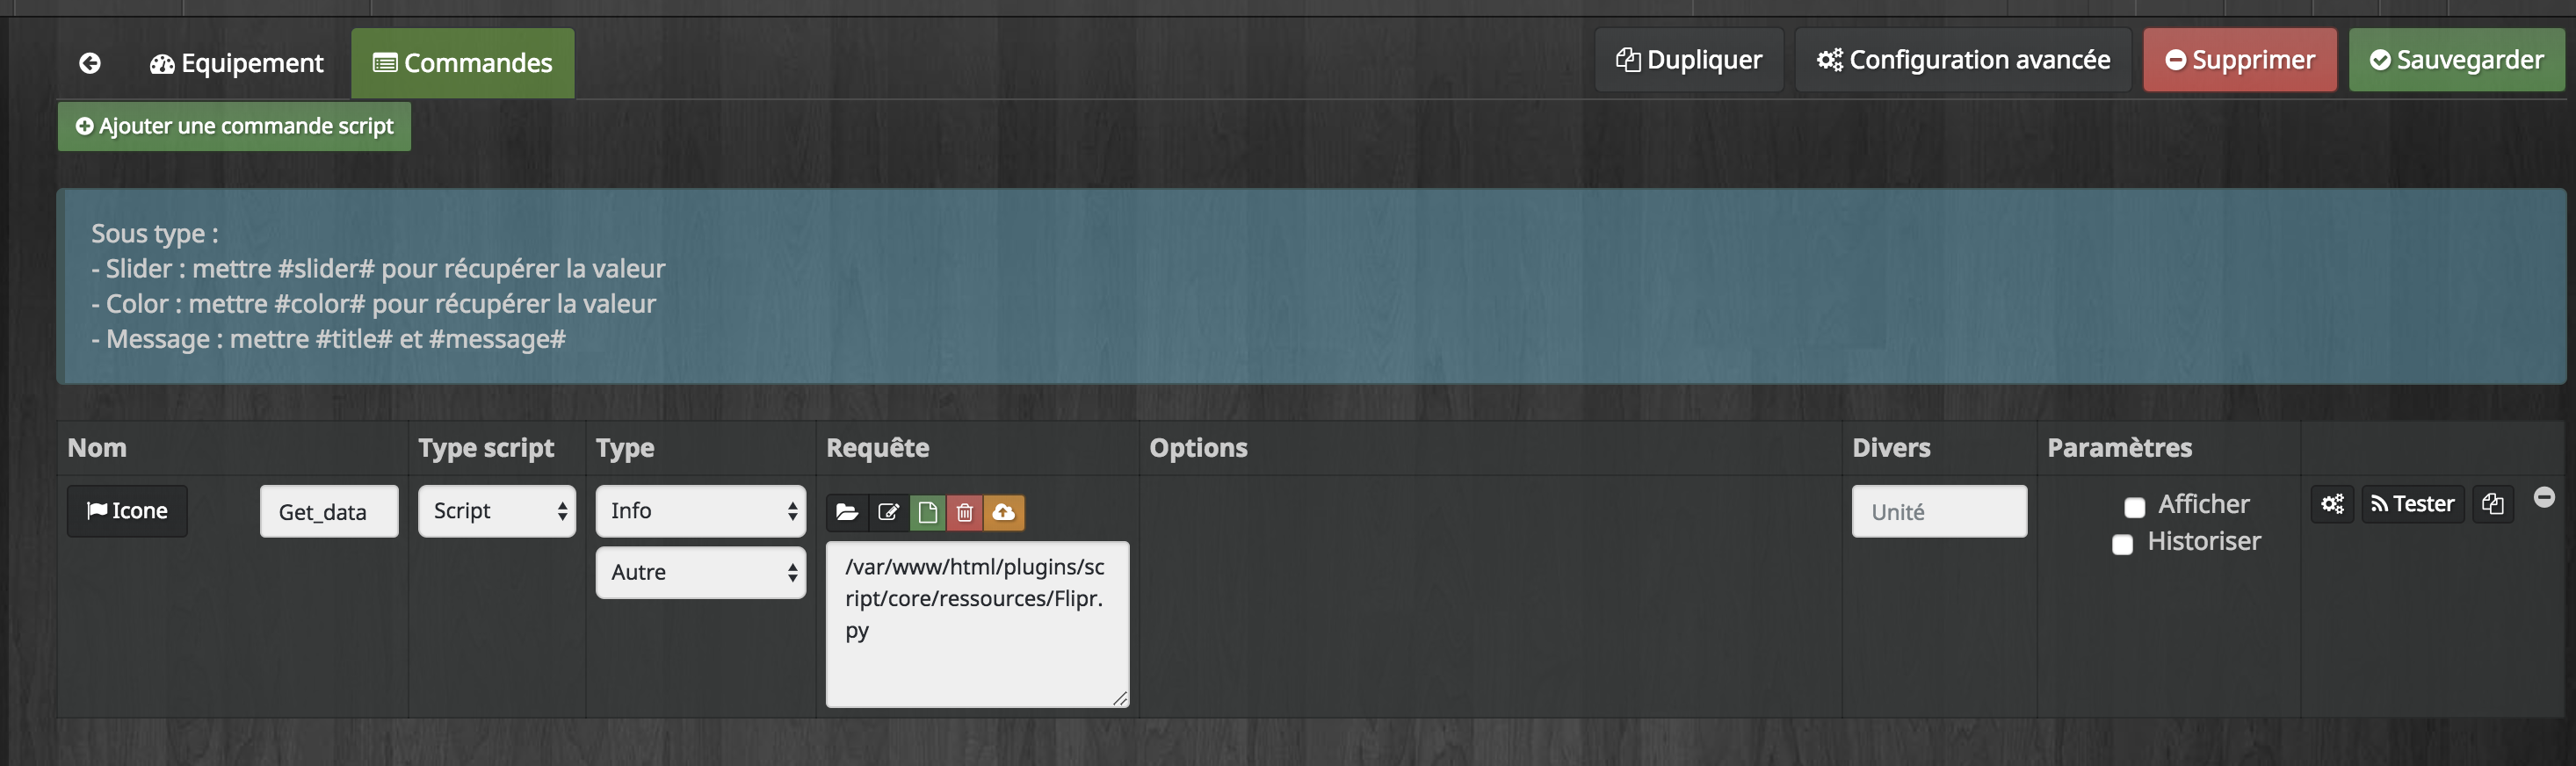 Equipement
Commandes
Dupliquer
Configuration avancée
Supprimer
Sauvegarder
Ajouter une commande script
Sous type :
- Slider : mettre #slider# pour récupérer la valeur
- Color : mettre #color# pour récupérer la valeur
- Message : mettre #title# et #message#
Nom
Type script
Type
Requête
Options
Divers
Paramètres
Icone
Get_data
Script
Info
Autre
/var/www/html/plugins/sc
ript/core/ressources/Flipr.
py
Unité
Afficher
Historiser
Tester